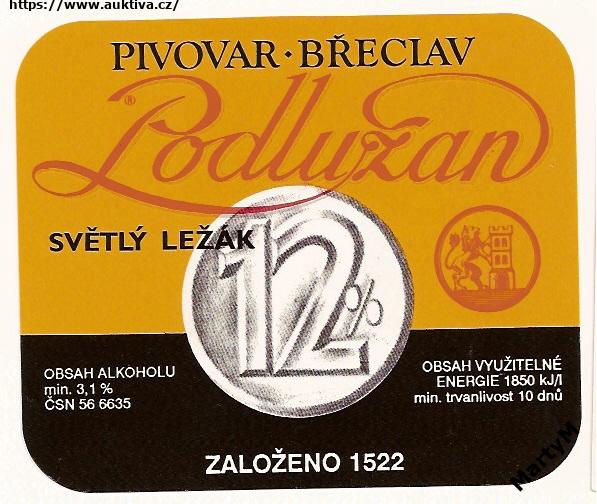 https://www.auktiva.cz/
PIVOVAR · BŘECLAV
® Podlužan
SVĚTLÝ LEŽÁK
12%
OBSAH ALKOHOLU
min. 3,1 %
ČSN 56 6635
OBSAH VYUŽITELNÉ
ENERGIE 1850 kJ/l
min. trvanlivost 10 dnů
ZALOŽENO 1522
MartyM